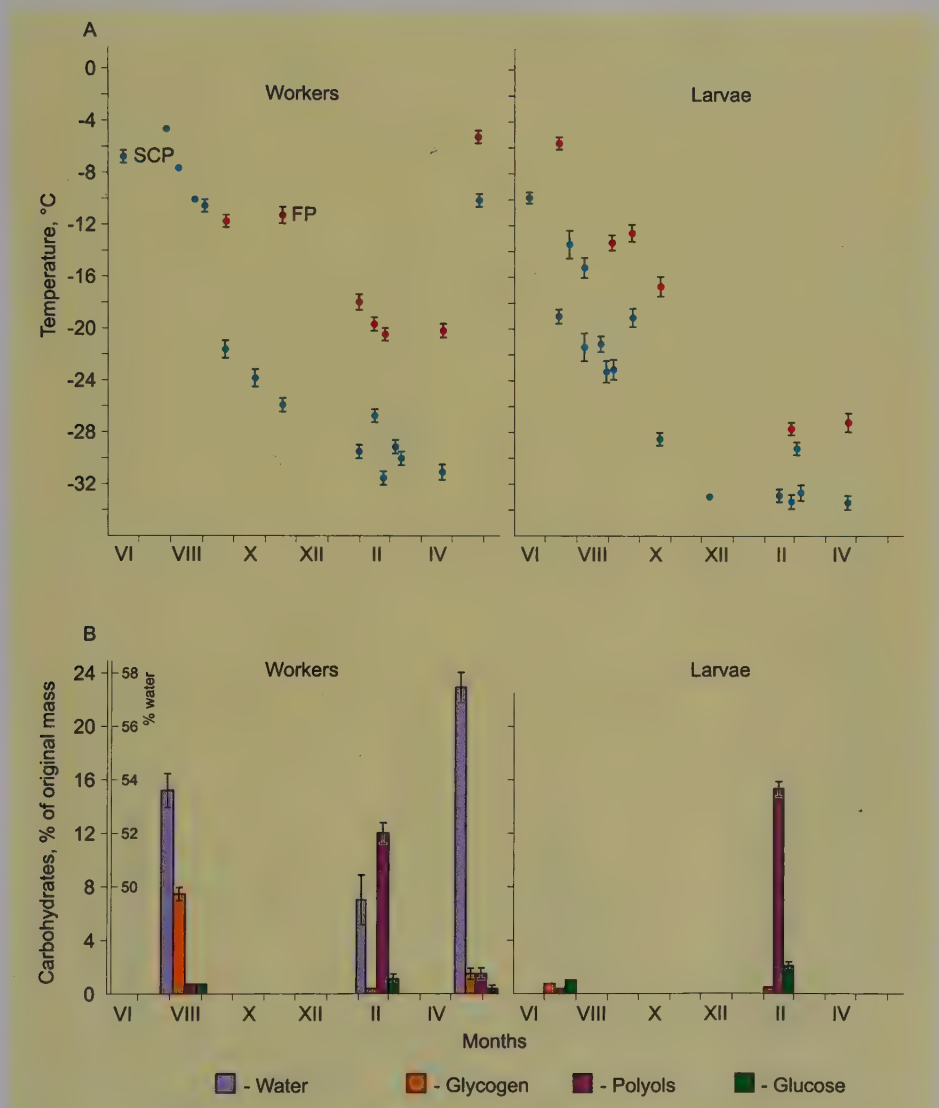 A
Workers
Larvae
Temperature, °C
0
-4
-8
-12
-16
-20
-24
-28
-32
SCP
FP
VI VIII X XII II IV
VI VIII X XII II IV
B
Workers
Larvae
Carbohydrates, % of original mass
24
20
16
12
8
4
0
% water
58
56
54
52
50
VI VIII X XII II IV
VI VIII X XII II IV
Months
- Water - Glycogen - Polyols - Glucose